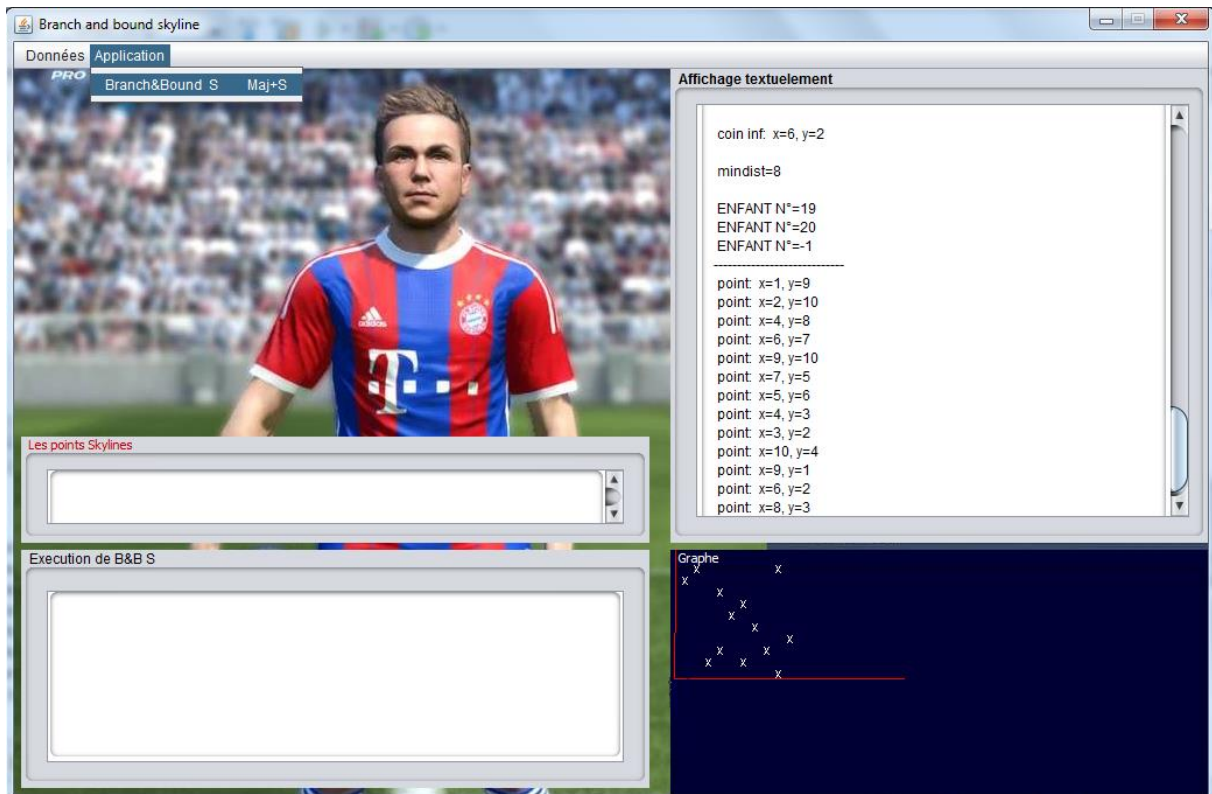 Branch and bound skyline
Données Application
Branch&Bound S Maj+S
PRO
adidas
T
Affichage textuelement
coin inf: x=6, y=2
mindist=8
ENFANT N°=19
ENFANT N°=20
ENFANT N°=-1
-----------------------------
point: x=1, y=9
point: x=2, y=10
point: x=4, y=8
point: x=6, y=7
point: x=9, y=10
point: x=7, y=5
point: x=5, y=6
point: x=4, y=3
point: x=3, y=2
point: x=10, y=4
point: x=9, y=1
point: x=6, y=2
point: x=8, y=3
Les points Skylines
Execution de B&B S
Graphe